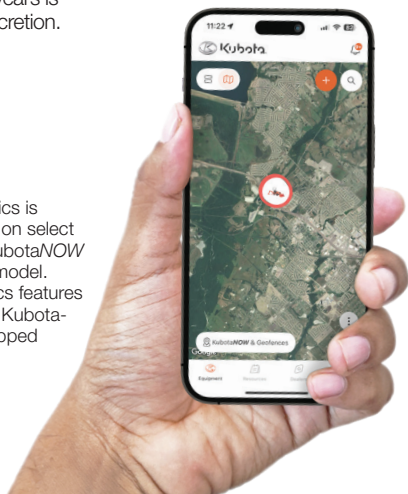 ears is
cretion.
11:22
Kubota
ics is
on select
ubotaNOW
model.
cs features
Kubota-
pped
KubotaNOW & Geofences
Google
Equipment